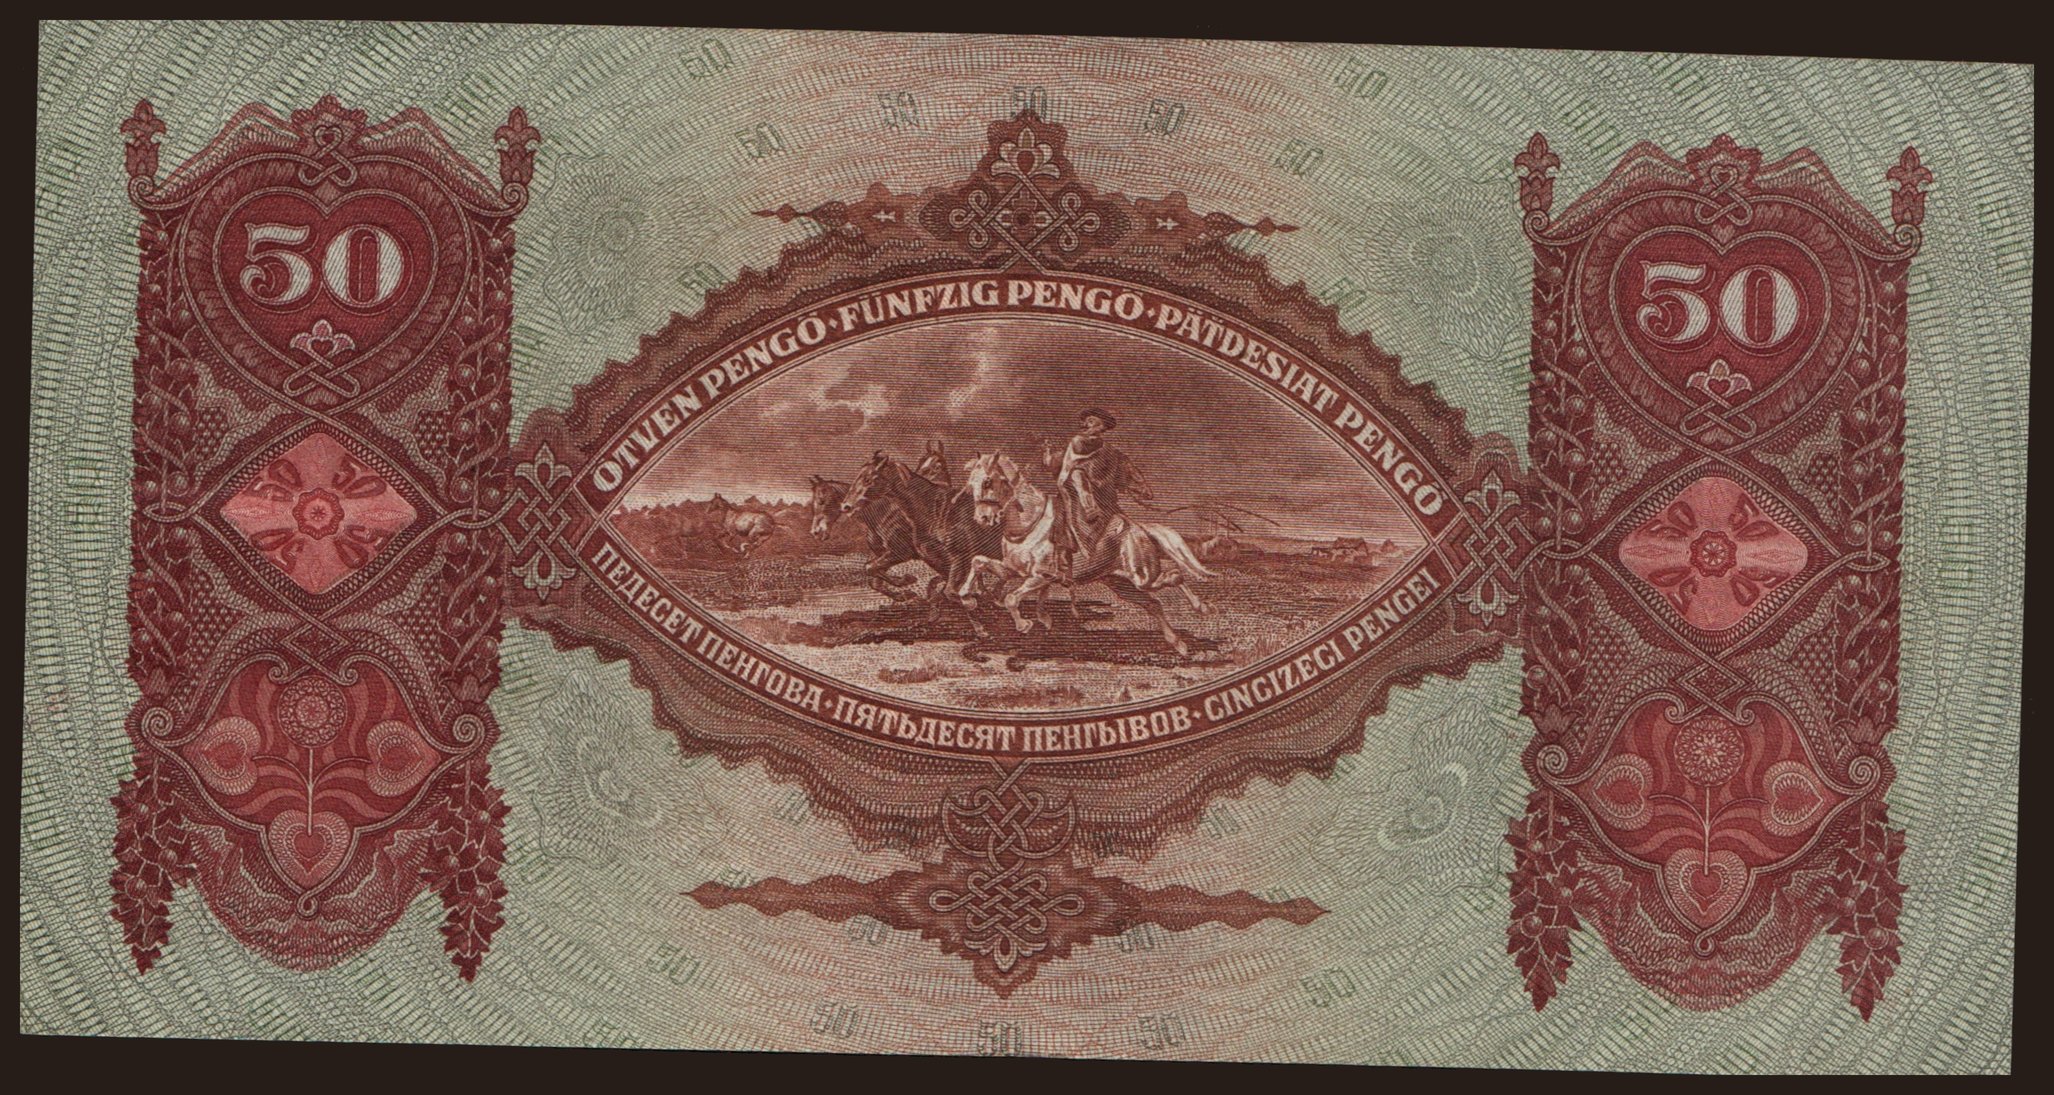 50
50
ÖTVEN PENGŐ·FÜNFZIG PENGŐ·PÄTDESIAT PENGŐ
ПЕДЕСЕТ ПЕНГОВА·ПЯТЬДЕСЯТ ПЕНГЫВОВ·CINCIZECI PENGEI